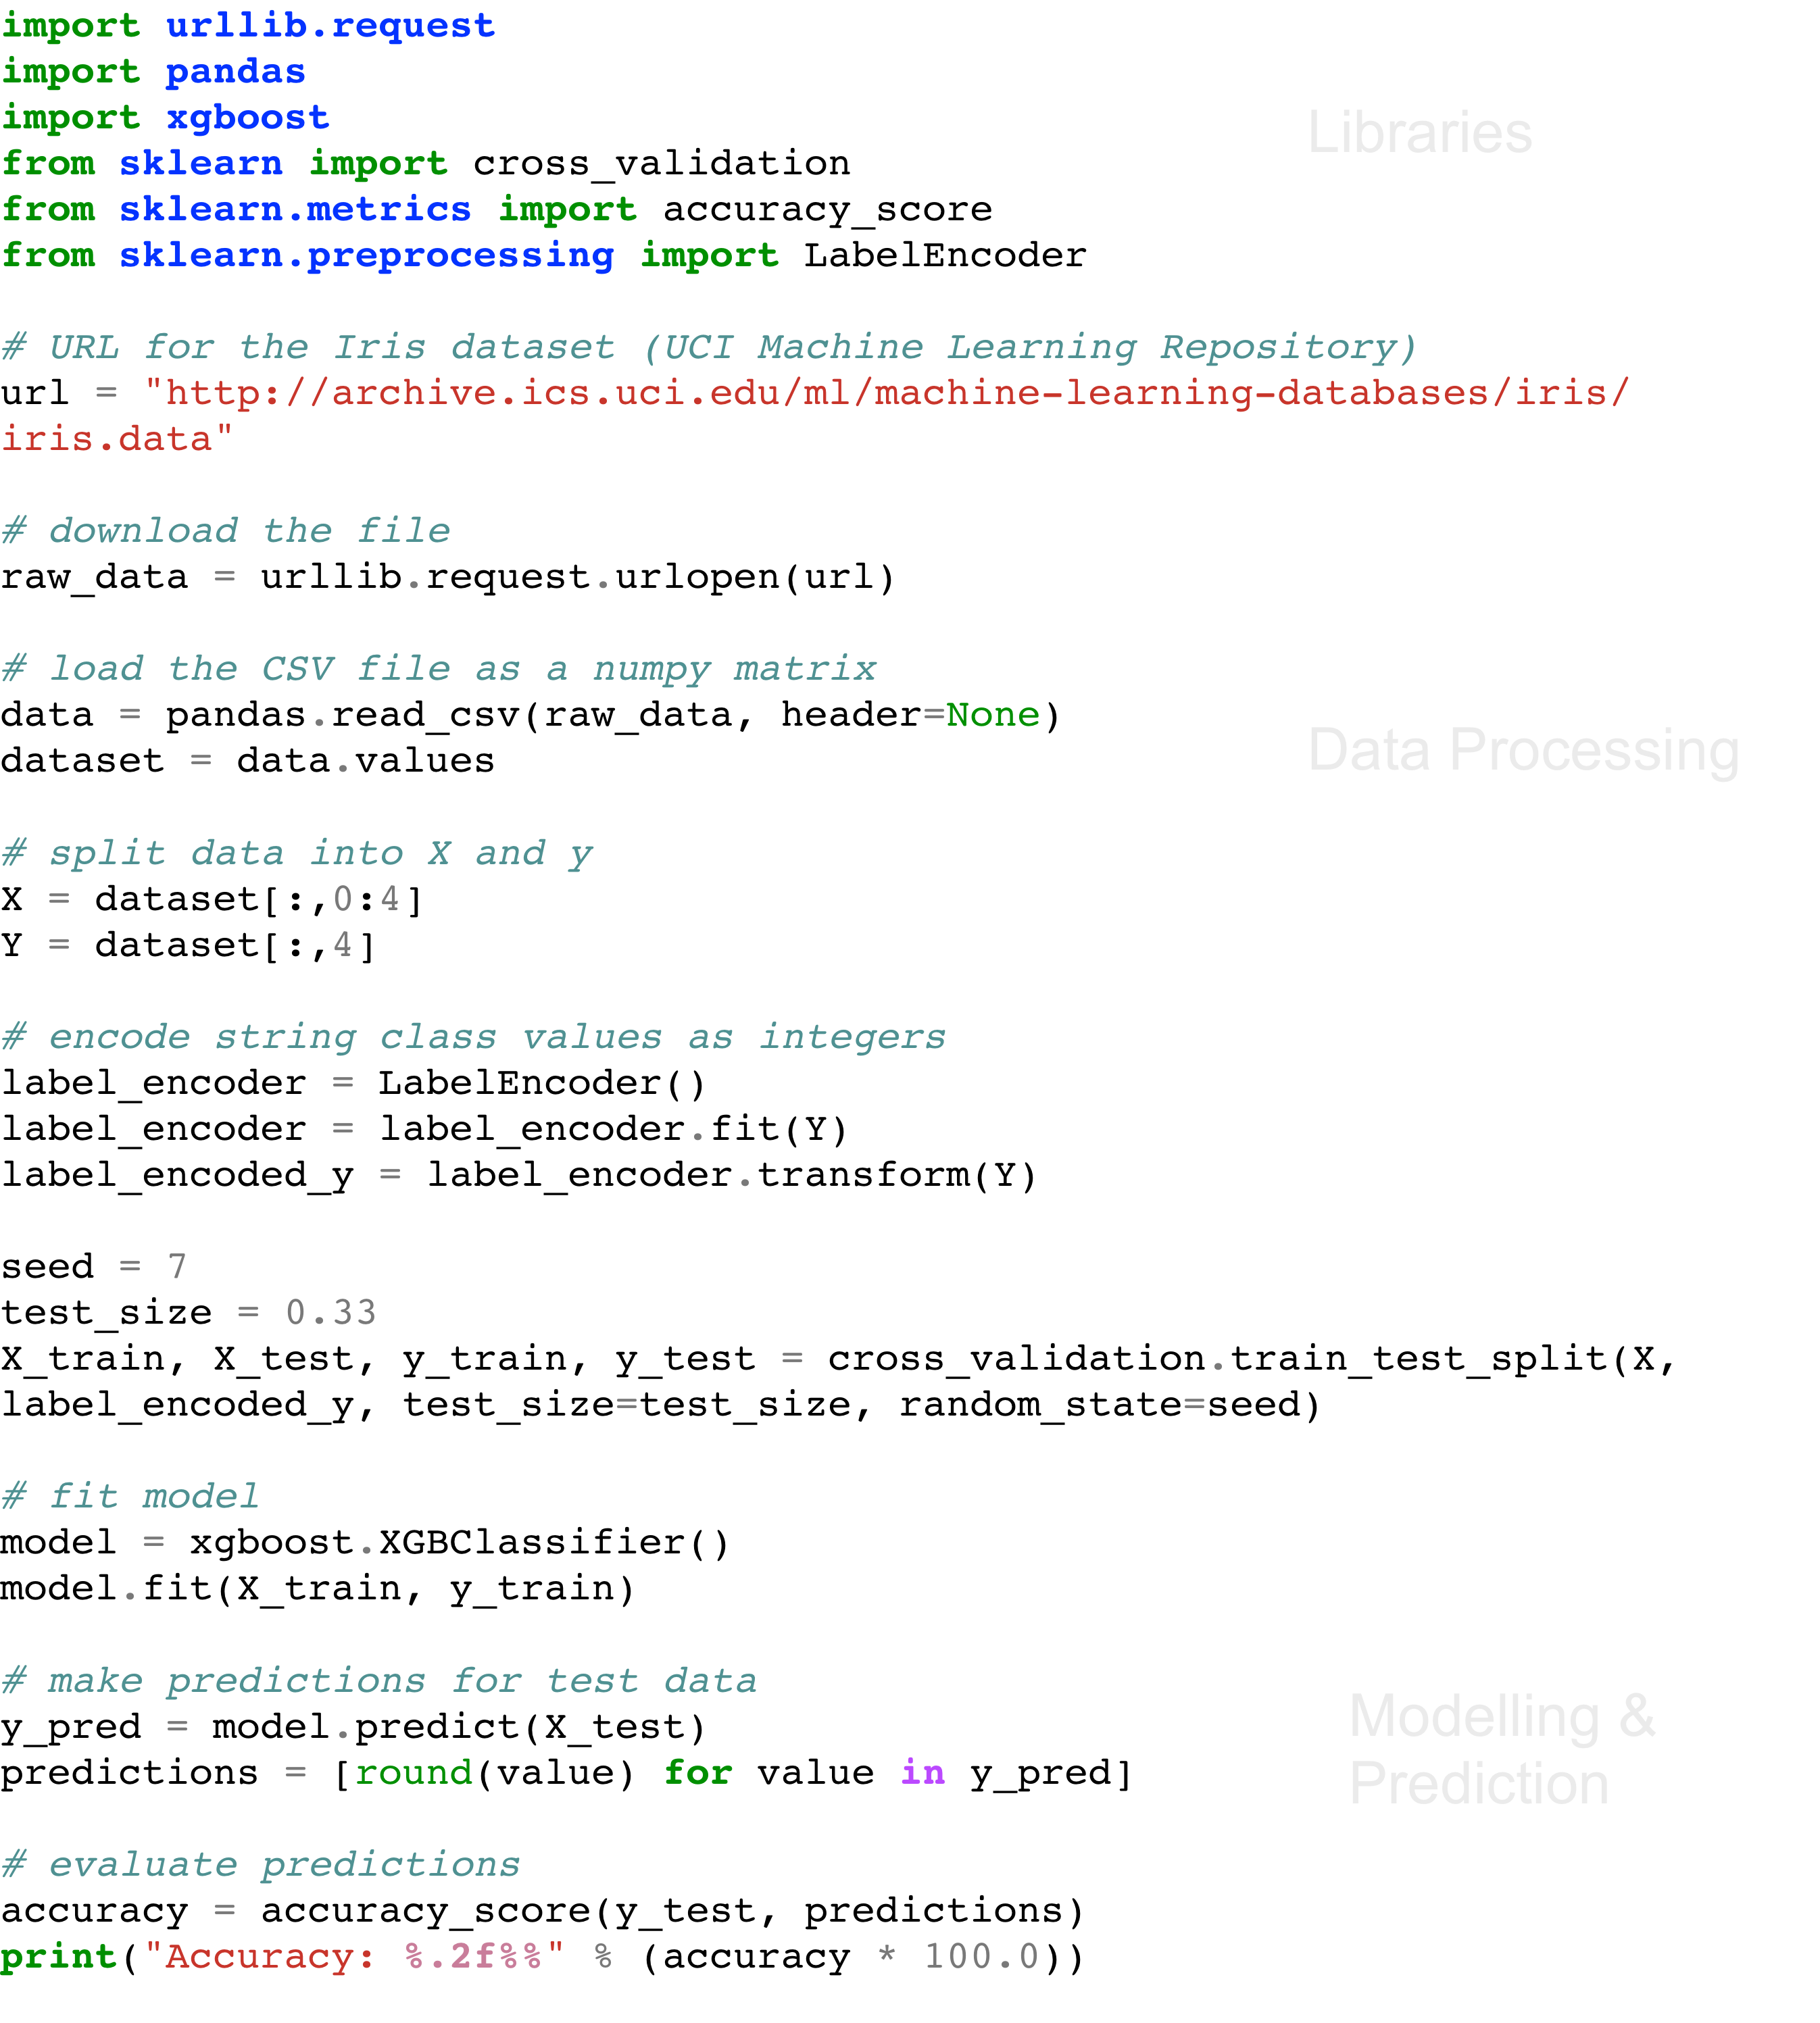 import urllib.request
import pandas
import xgboost
Libraries
from sklearn import cross_validation
from sklearn.metrics import accuracy_score
from sklearn.preprocessing import LabelEncoder
# URL for the Iris dataset (UCI Machine Learning Repository)
url = "http://archive.ics.uci.edu/ml/machine-learning-databases/iris/
iris.data"
# download the file
raw_data = urllib.request.urlopen(url)
# load the CSV file as a numpy matrix
data = pandas.read_csv(raw_data, header=None)
dataset = data.values
Data Processing
# split data into X and y
X = dataset[:,0:4]
Y = dataset[:,4]
# encode string class values as integers
label_encoder = LabelEncoder()
label_encoder = label_encoder.fit(Y)
label_encoded_y = label_encoder.transform(Y)
seed = 7
test_size = 0.33
X_train, X_test, y_train, y_test = cross_validation.train_test_split(X,
label_encoded_y, test_size=test_size, random_state=seed)
# fit model
model = xgboost.XGBClassifier()
model.fit(X_train, y_train)
# make predictions for test data
y_pred = model.predict(X_test)
predictions = [round(value) for value in y_pred]
Modelling &
Prediction
# evaluate predictions
accuracy = accuracy_score(y_test, predictions)
print("Accuracy: %.2f%%" % (accuracy * 100.0))